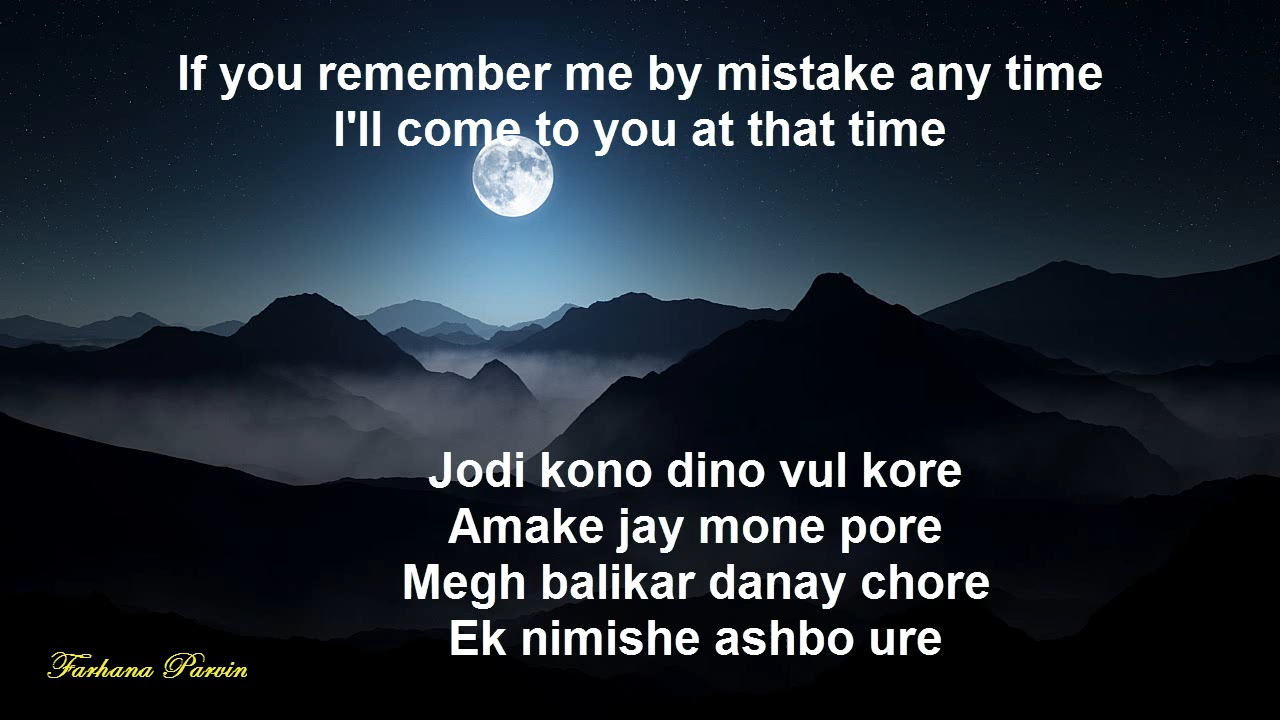 If you remember me by mistake any time
I'll come to you at that time
Jodi kono dino vul kore
Amake jay mone pore
Megh balikar danay chore
Ek nimishe ashbo ure
Farhana Parvin